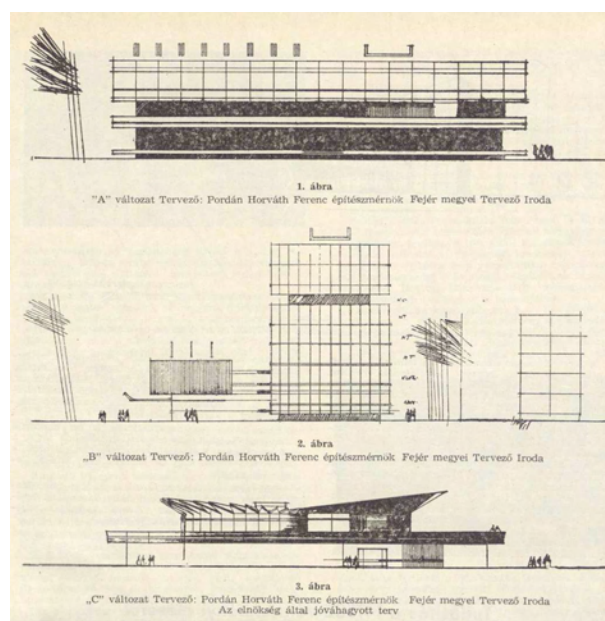 1. ábra
"A" változat Tervező: Pordán Horváth Ferenc építészmérnök Fejér megyei Tervező Iroda
2. ábra
„B” változat Tervező: Pordán Horváth Ferenc építészmérnök Fejér megyei Tervező Iroda
3. ábra
„C” változat Tervező: Pordán Horváth Ferenc építészmérnök Fejér megyei Tervező Iroda
Az elnökség által jóváhagyott terv